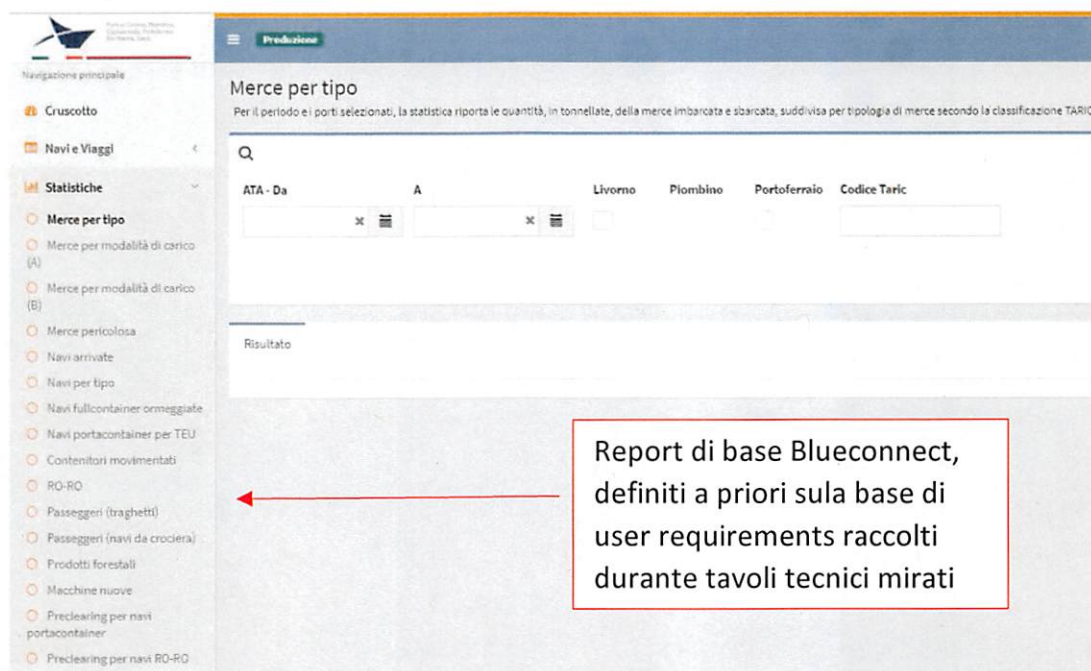 Produzione
Navigazione principale
Cruscotto
Navi e Viaggi
Statistiche
Merce per tipo
Merce per modalità di carico
(A)
Merce per modalità di carico
(B)
Merce pericolosa
Navi arrivate
Navi per tipo
Navi fullcontainer ormeggiate
Navi portacontainer per TEU
Contenitori movimentati
RO-RO
Passeggeri (traghetti)
Passeggeri (navi da crociera)
Prodotti forestali
Macchine nuove
Preclearing per navi
portacontainer
Preclearing per navi RO-RO
Merce per tipo
Per il periodo e i porti selezionati, la statistica riporta le quantità, in tonnellate, della merce imbarcata e sbarcata, suddivisa per tipologia di merce secondo la classificazione TARIC
ATA - Da A Livorno Piombino Portoferraio Codice Taric
Risultato
Report di base Blueconnect,
definiti a priori sula base di
user requirements raccolti
durante tavoli tecnici mirati